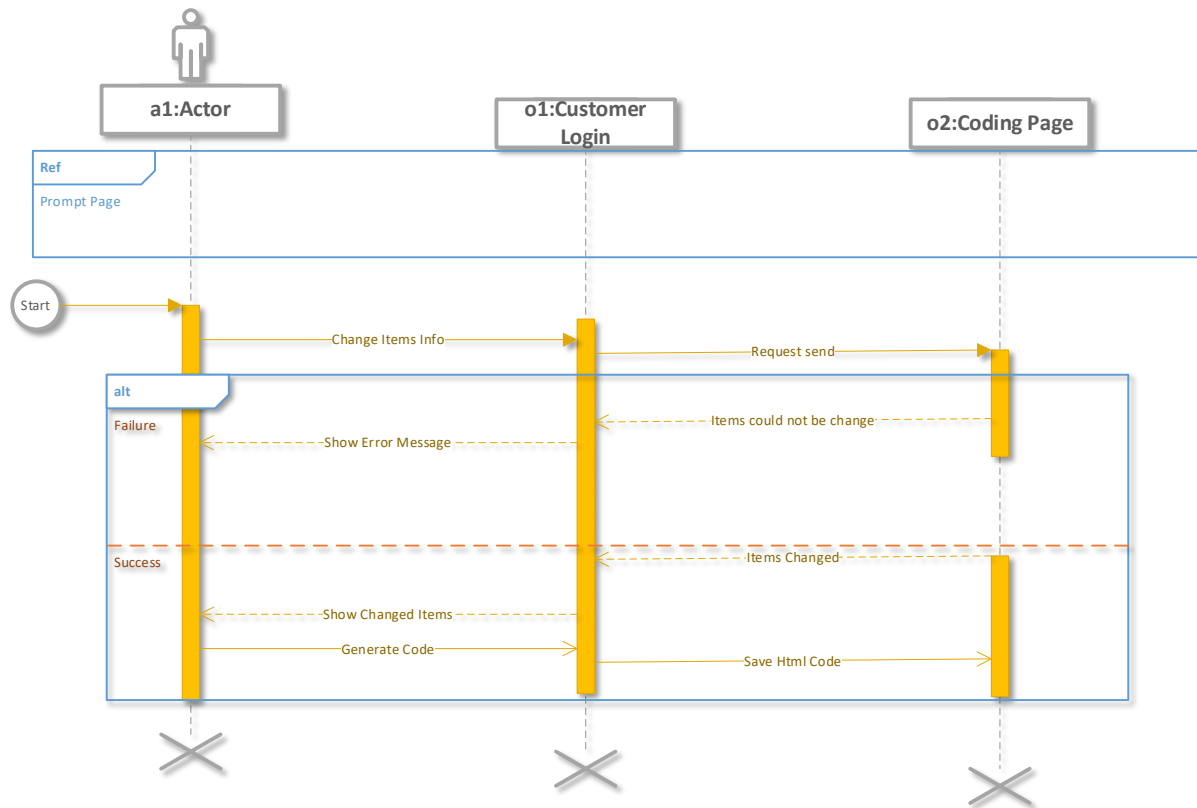 a1:Actor
o1:Customer
Login
o2:Coding Page
Ref
Prompt Page
Start
Change Items Info
Request send
alt
Failure
Items could not be change
Show Error Message
Success
Items Changed
Show Changed Items
Generate Code
Save Html Code